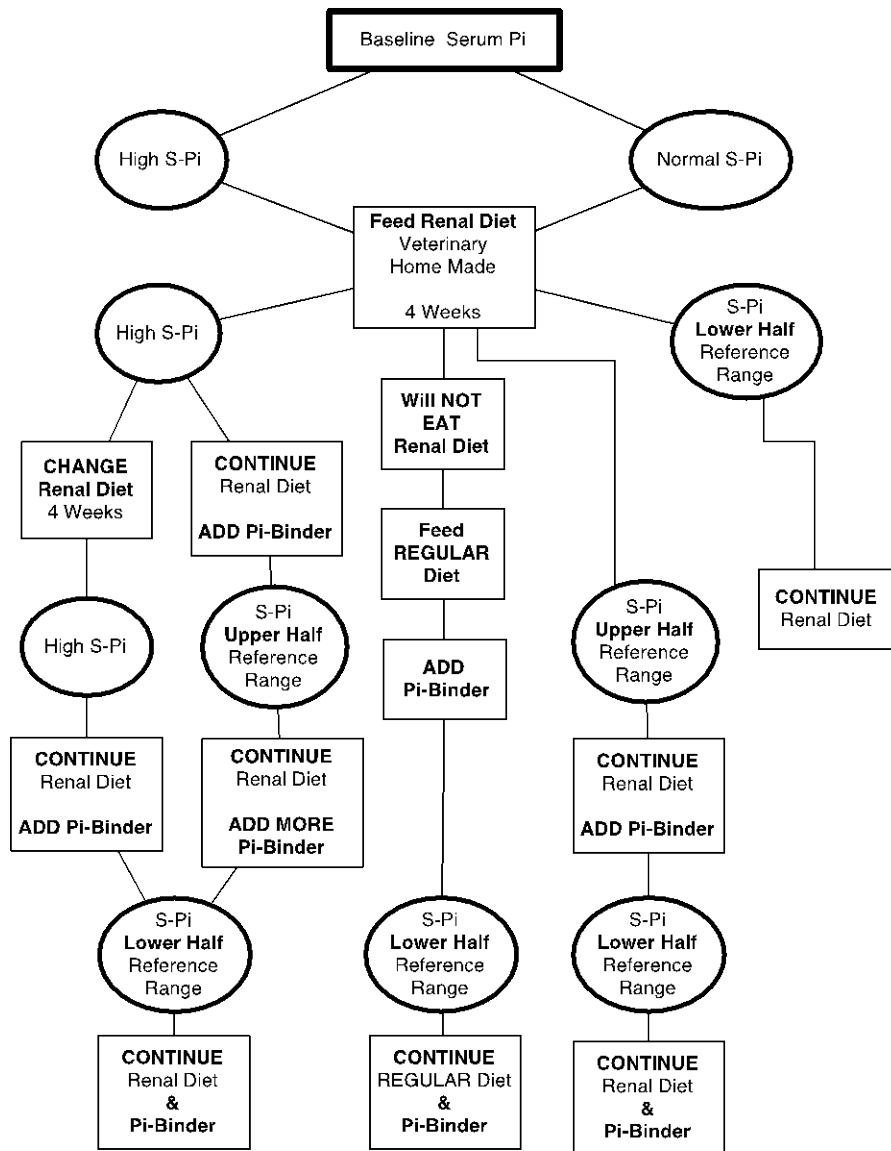 Baseline Serum Pi
High S-Pi
Normal S-Pi
Feed Renal Diet
Veterinary
Home Made
4 Weeks
High S-Pi
S-Pi
Lower Half
Reference
Range
Will NOT
EAT
Renal Diet
CHANGE
Renal Diet
4 Weeks
CONTINUE
Renal Diet
ADD Pi-Binder
Feed
REGULAR
Diet
CONTINUE
Renal Diet
High S-Pi
S-Pi
Upper Half
Reference
Range
ADD
Pi-Binder
S-Pi
Upper Half
Reference
Range
CONTINUE
Renal Diet
ADD Pi-Binder
CONTINUE
Renal Diet
ADD MORE
Pi-Binder
CONTINUE
Renal Diet
ADD Pi-Binder
S-Pi
Lower Half
Reference
Range
S-Pi
Lower Half
Reference
Range
S-Pi
Lower Half
Reference
Range
CONTINUE
Renal Diet
&
Pi-Binder
CONTINUE
REGULAR Diet
&
Pi-Binder
CONTINUE
Renal Diet
&
Pi-Binder